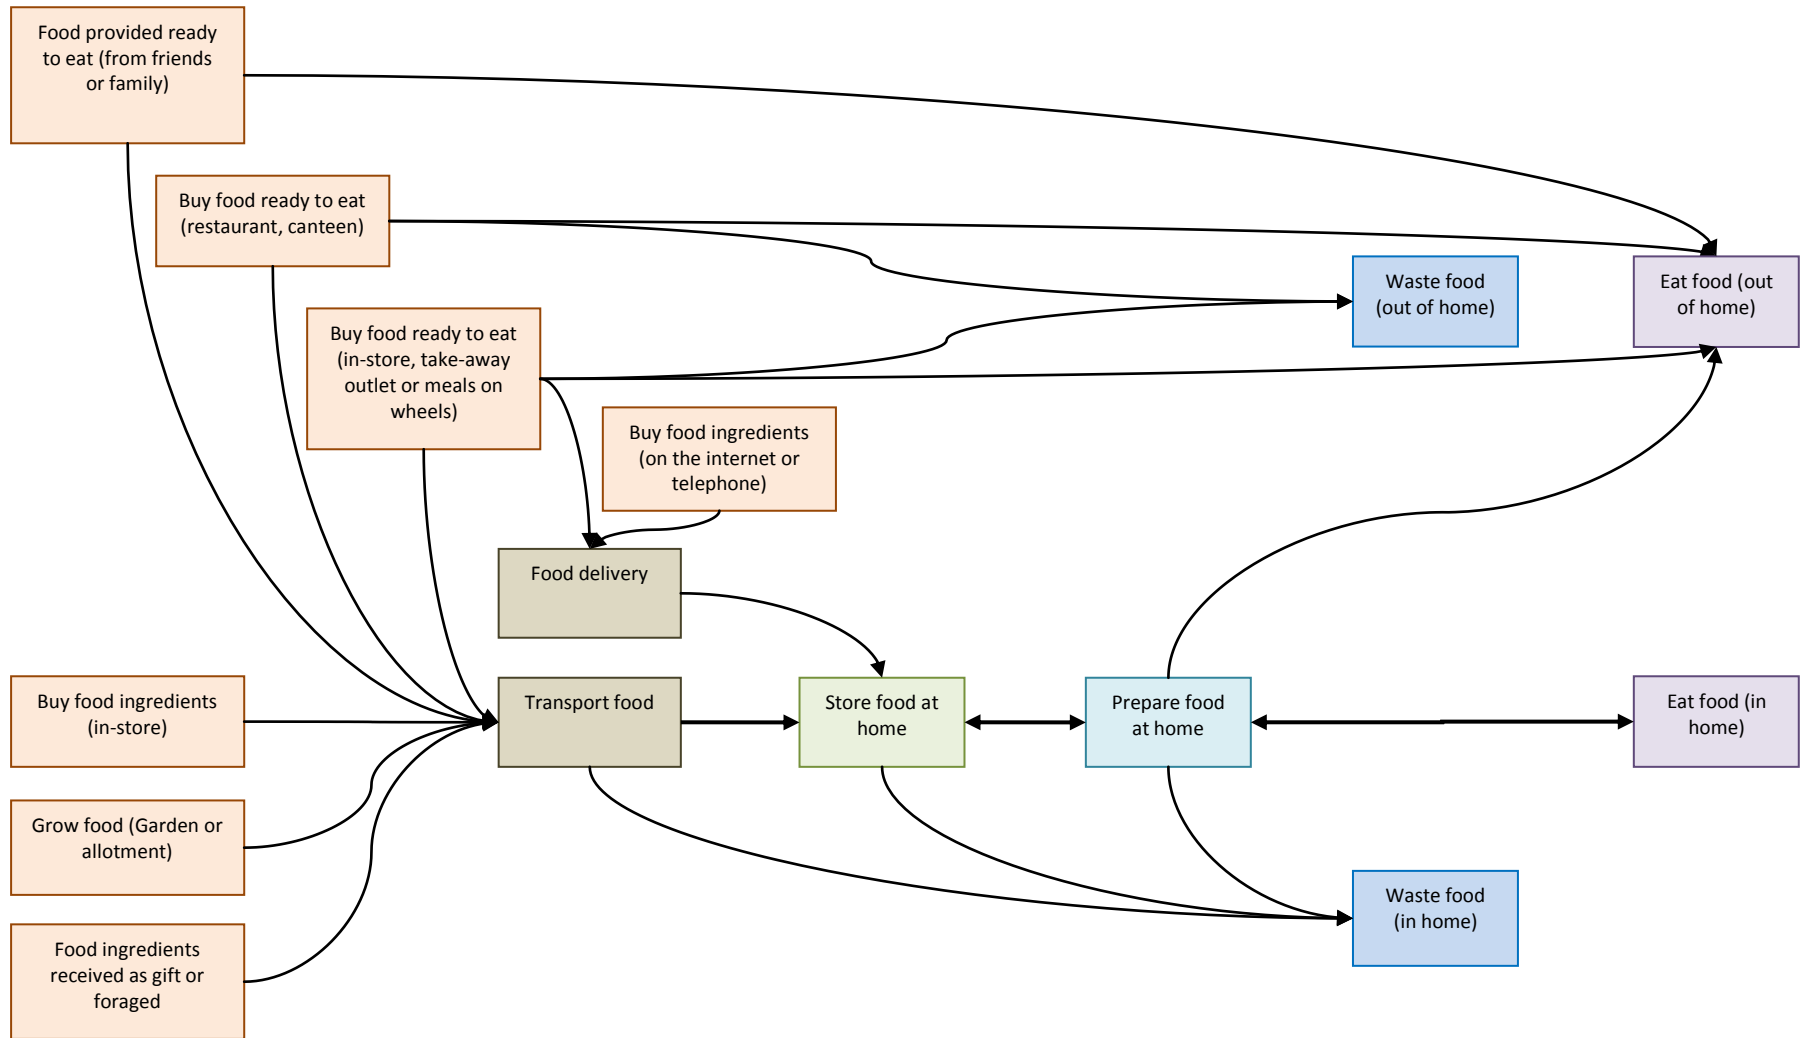 Food provided ready
to eat (from friends
or family)
Buy food ready to eat
(restaurant, canteen)
Buy food ready to eat
(in-store, take-away
outlet or meals on
wheels)
Waste food
(out of home)
Eat food (out
of home)
Buy food ingredients
(on the internet or
telephone)
Food delivery
Buy food ingredients
(in-store)
Transport food
Store food at
home
Prepare food
at home
Eat food (in
home)
Grow food (Garden or
allotment)
Waste food
(in home)
Food ingredients
received as gift or
foraged